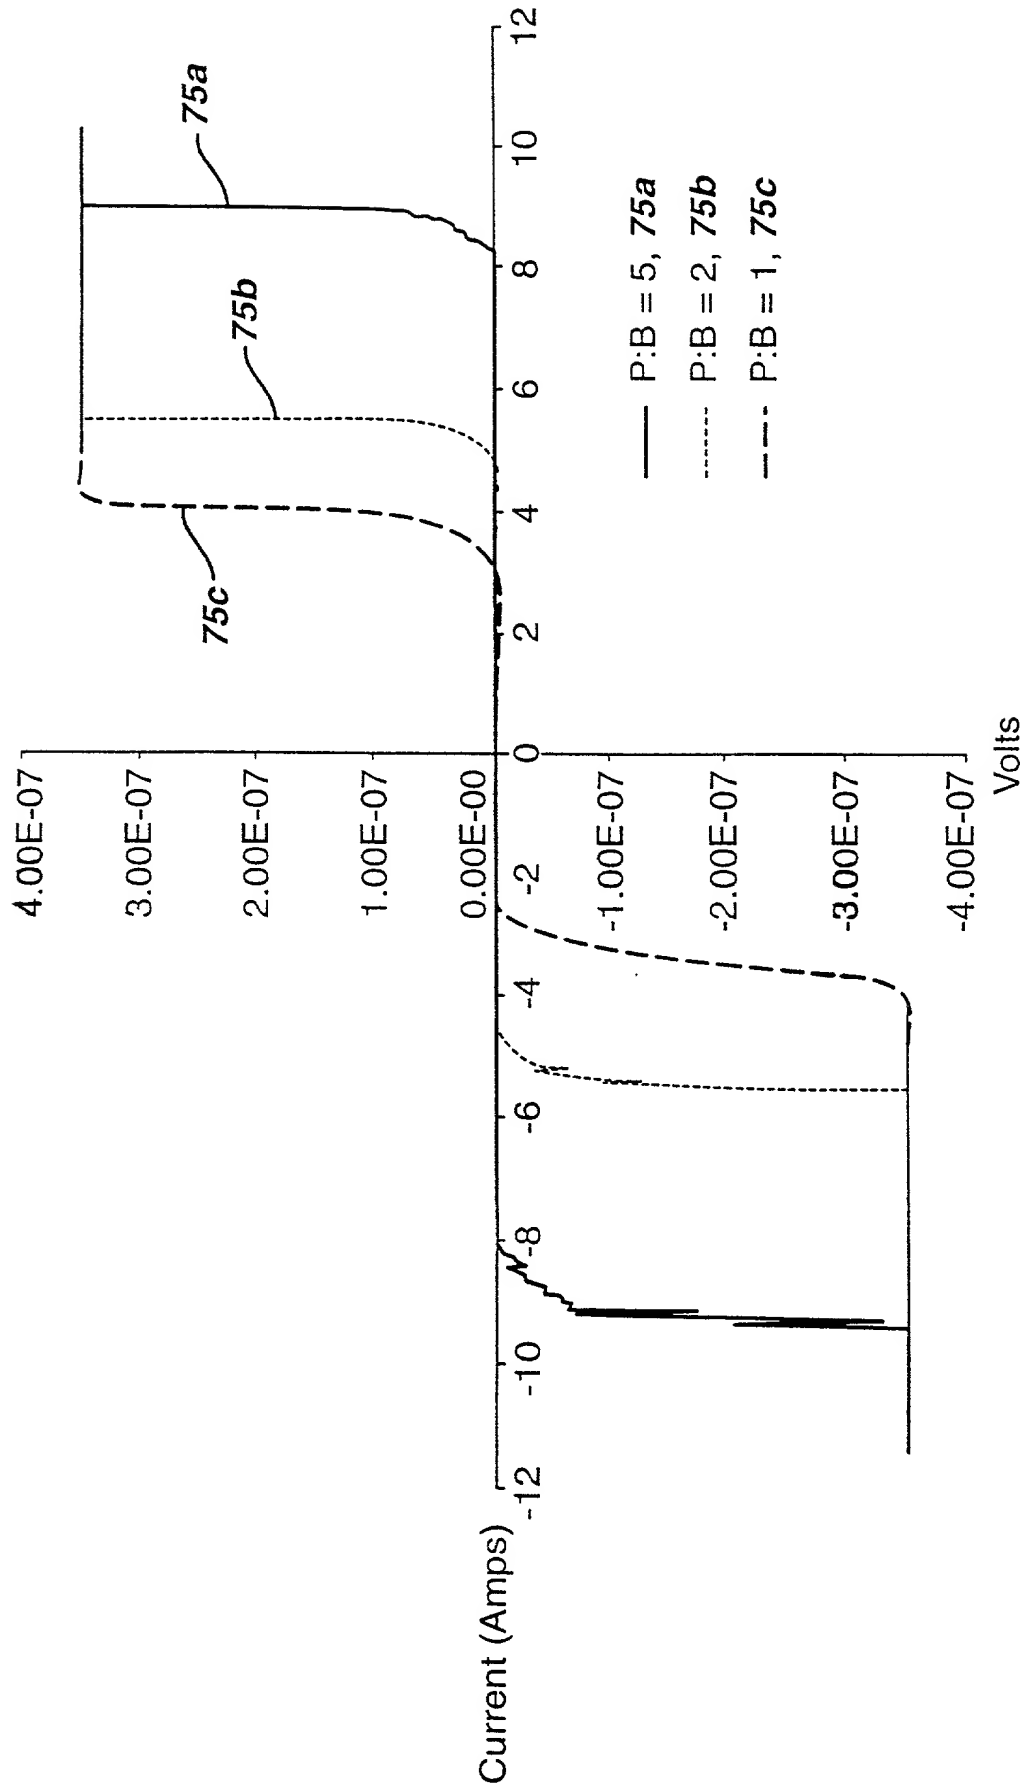 4.00E-07
3.00E-07
2.00E-07
1.00E-07
0.00E-00
-1.00E-07
-2.00E-07
-3.00E-07
-4.00E-07
Current (Amps)
-12
-10
-8
-6
-4
-2
0
2
4
6
8
10
12
Volts
75c
75b
75a
P:B = 5, 75a
P:B = 2, 75b
P:B = 1, 75c